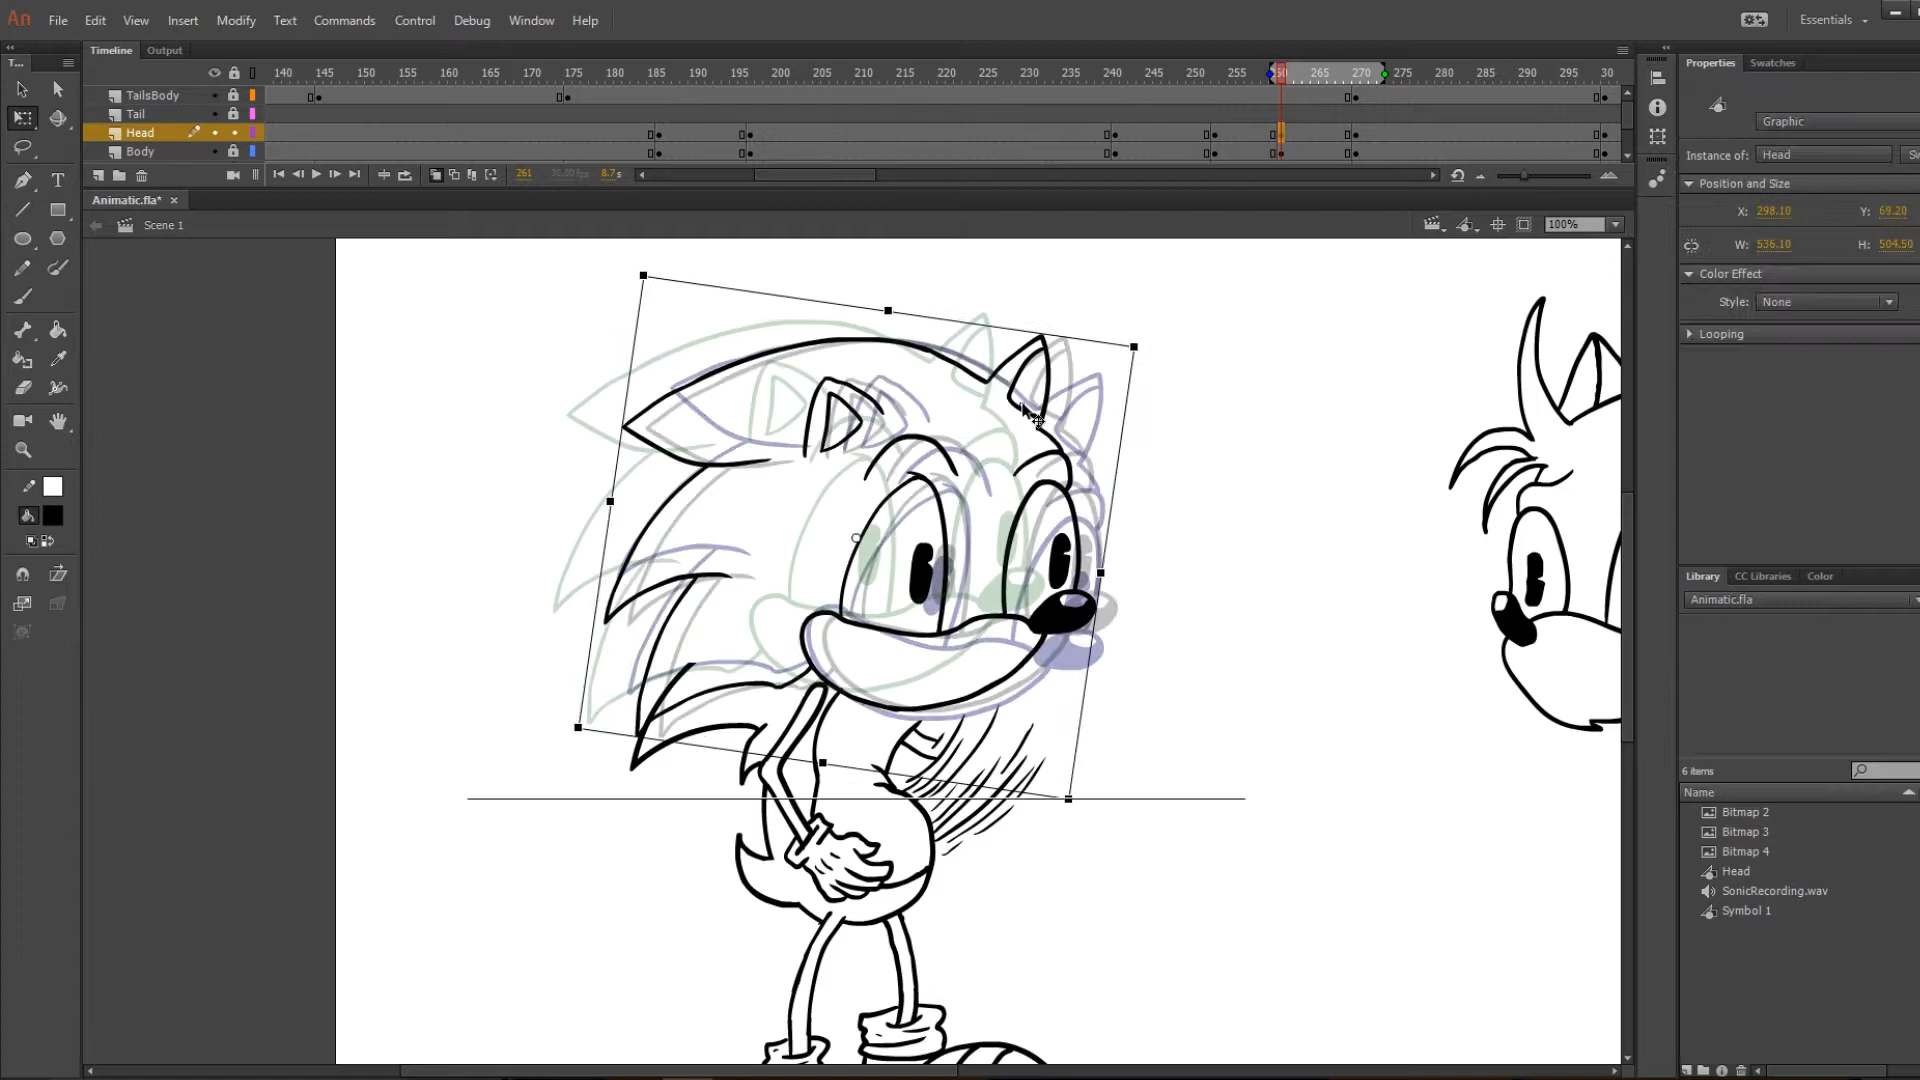 An File Edit View Insert Modify Text Commands Control Debug Window Help Essentials
Timeline Output
T...
140 145 150 155 160 165 170 175 180 185 190 195 200 205 210 215 220 225 230 235 240 245 250 255 265 270 275 280 285 290 295 30
TailsBody
Tail
Head
Body
261 30.00 fps 8.7s
Animatic.fla*
Scene 1
100%
Properties Swatches
Graphic
Instance of: Head Sw
Position and Size
X: 298.10 Y: 69.20
W: 536.10 H: 504.50
Color Effect
Style: None
Looping
Library CC Libraries Color
Animatic.fla
6 items
Name
Bitmap 2
Bitmap 3
Bitmap 4
Head
SonicRecording.wav
Symbol 1